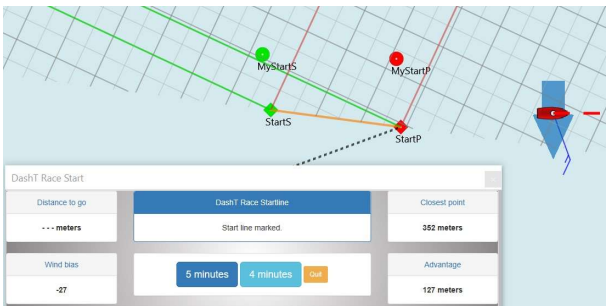 MyStartS
MyStartP
StartS
StartP
DashT Race Start
Distance to go
DashT Race Startline
Closest point
- - - meters
Start line marked.
352 meters
Wind bias
5 minutes
4 minutes
Quit
Advantage
-27
127 meters